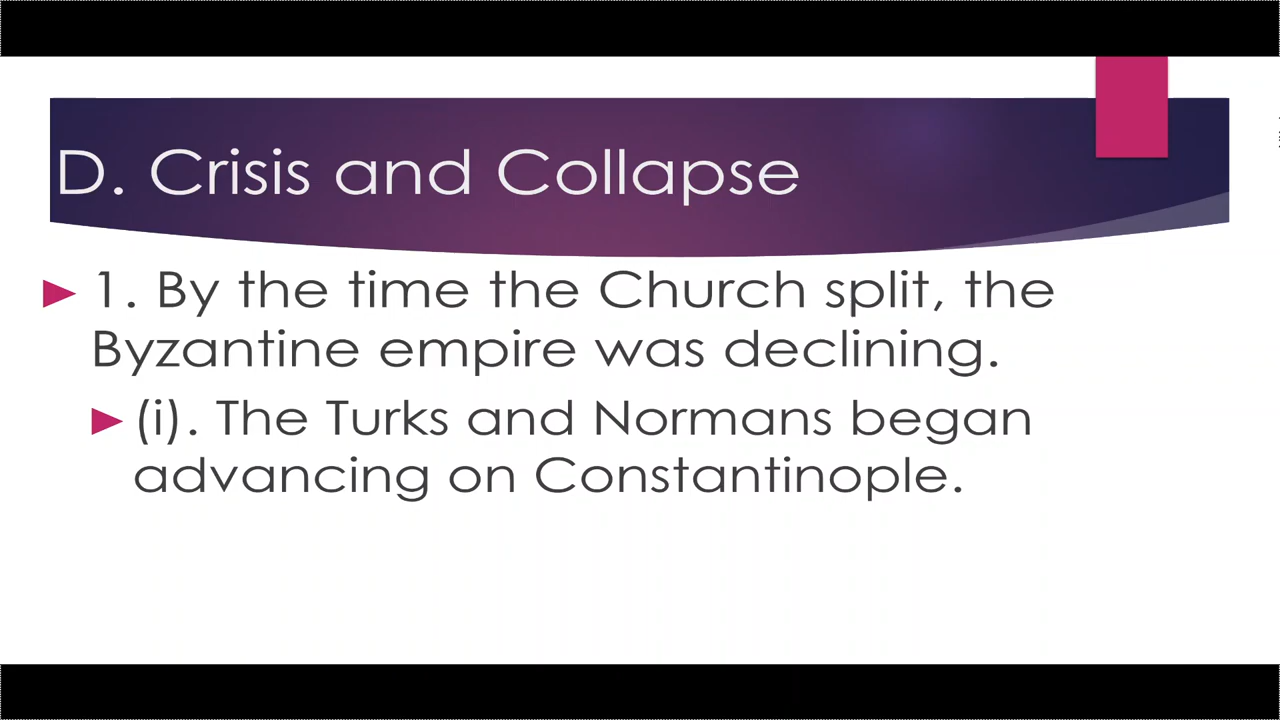 D. Crisis and Collapse
1. By the time the Church split, the
Byzantine empire was declining.
(i). The Turks and Normans began
advancing on Constantinople.